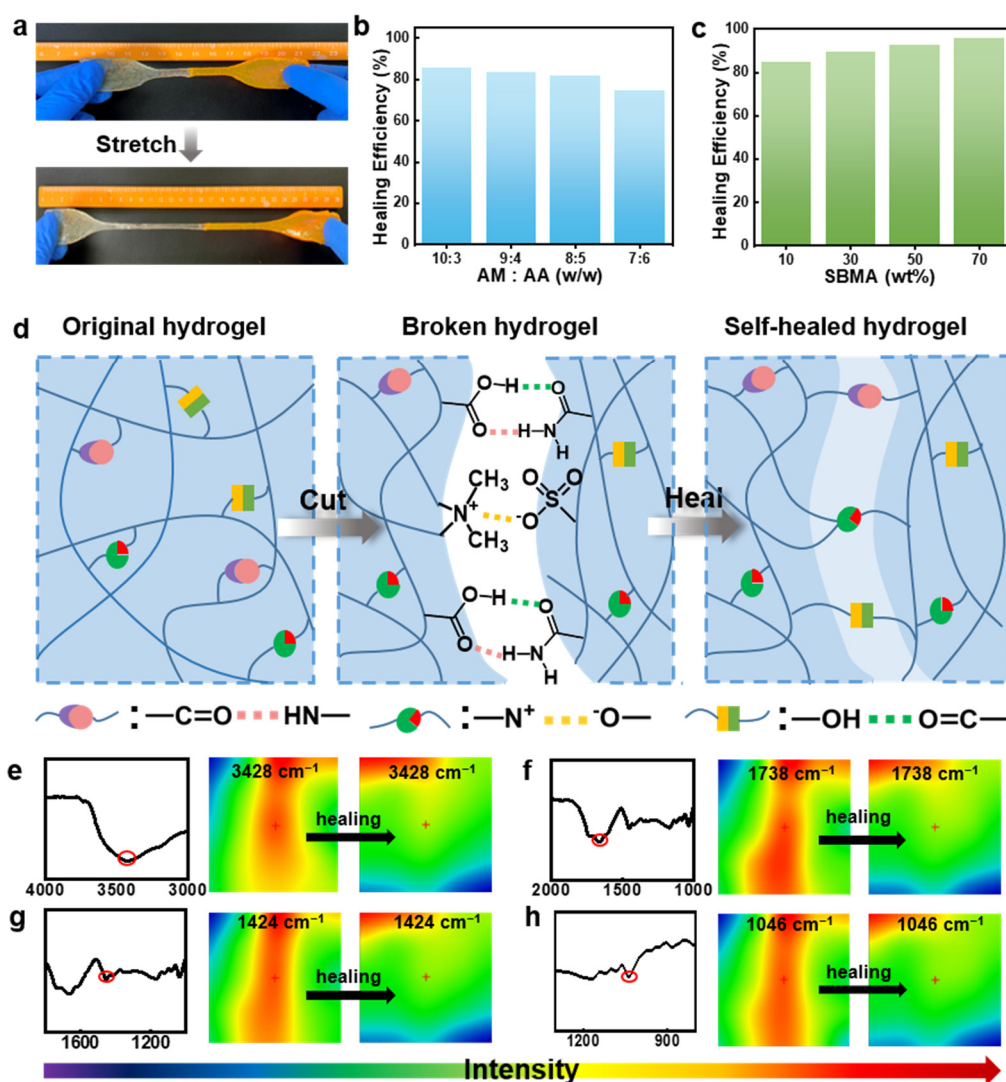 a
Stretch
b
Healing Efficiency (%)
100
80
60
40
20
0
10:3 9:4 8:5 7:6
AM : AA (w/w)
c
Healing Efficiency (%)
100
80
60
40
20
0
10 30 50 70
SBMA (wt%)
d
Original hydrogel
Broken hydrogel
Self-healed hydrogel
Cut
O H O
O H N
H
CH₃
N⁺
CH₃
O O
S
⁻O
O H O
O H N
H
Heal
: —C=O HN—
: —N⁺ ⁻O—
: —OH O=C—
e
4000 3500 3000
3428 cm⁻¹
healing
3428 cm⁻¹
f
2000 1500 1000
1738 cm⁻¹
healing
1738 cm⁻¹
g
1600 1200
1424 cm⁻¹
healing
1424 cm⁻¹
h
1200 900
1046 cm⁻¹
healing
1046 cm⁻¹
Intensity